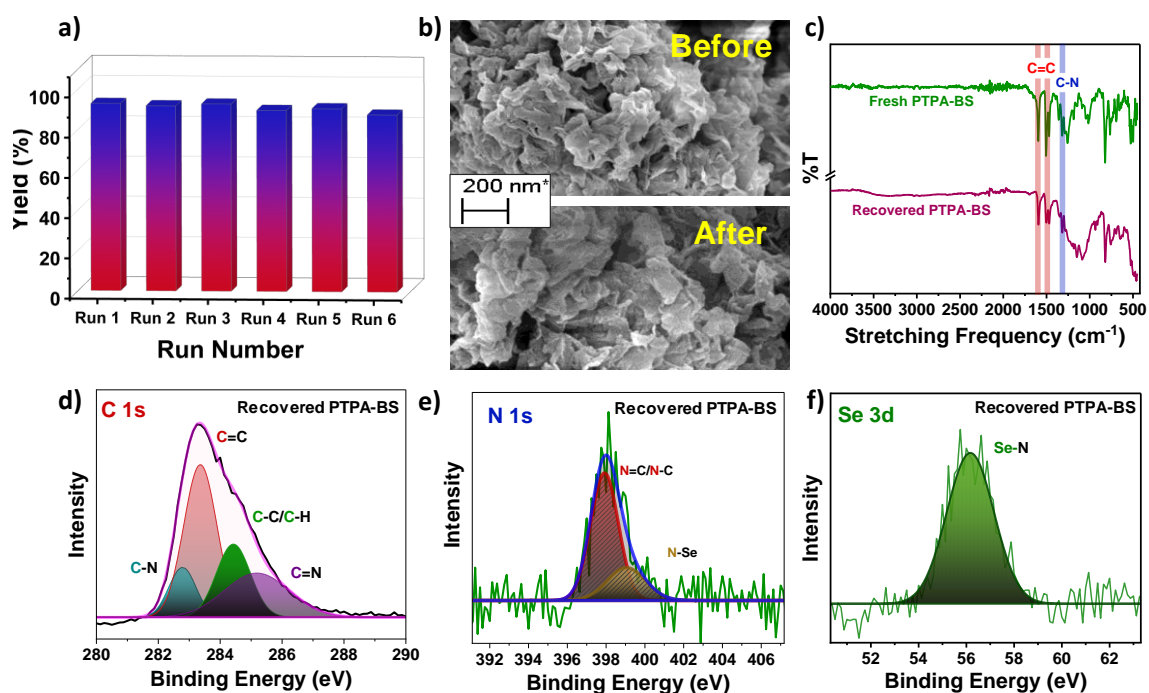 a)
Yield (%)
100
80
60
40
20
0
Run 1 Run 2 Run 3 Run 4 Run 5 Run 6
Run Number
b)
Before
200 nm*
After
c)
C=C
C-N
Fresh PTPA-BS
Recovered PTPA-BS
%T
4000 3500 3000 2500 2000 1500 1000 500
Stretching Frequency (cm⁻¹)
d)
C 1s
Recovered PTPA-BS
C=C
C-C/C-H
C-N
C=N
Intensity
280 282 284 286 288 290
Binding Energy (eV)
e)
N 1s
Recovered PTPA-BS
N=C/N-C
N-Se
Intensity
392 394 396 398 400 402 404 406
Binding Energy (eV)
f)
Se 3d
Recovered PTPA-BS
Se-N
Intensity
52 54 56 58 60 62
Binding Energy (eV)